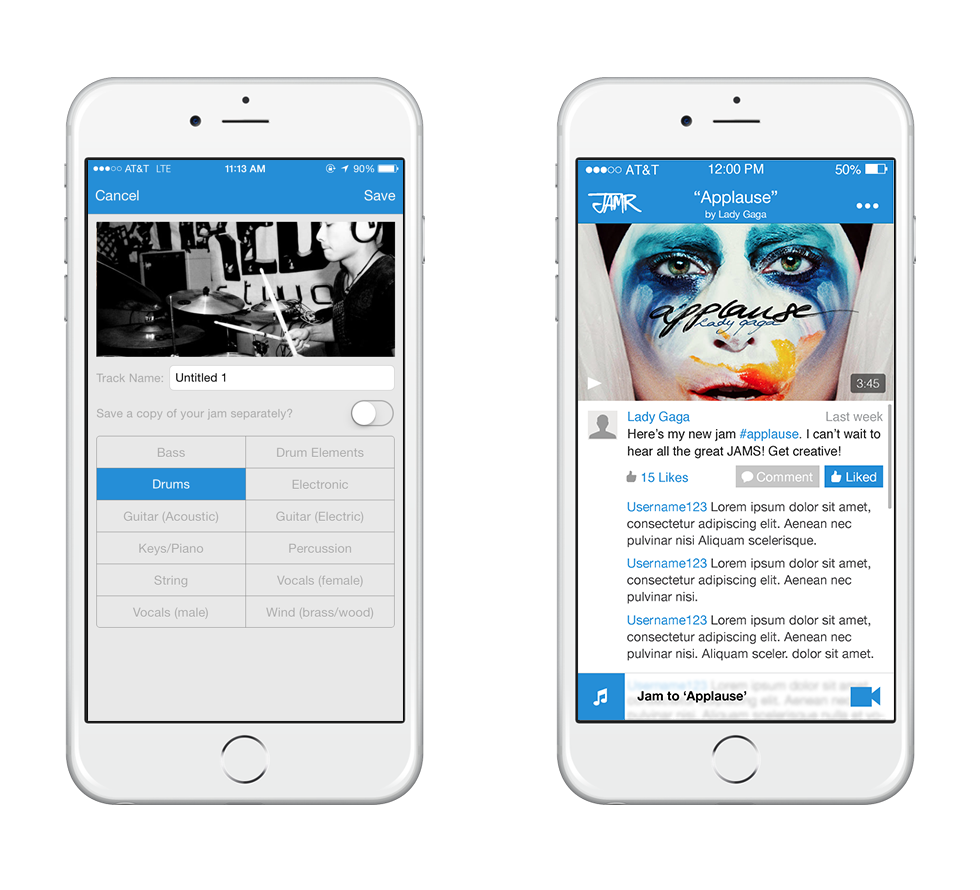 AT&T LTE 11:13 AM 90%
Cancel Save
Track Name: Untitled 1
Save a copy of your jam separately?
Bass Drum Elements
Drums Electronic
Guitar (Acoustic) Guitar (Electric)
Keys/Piano Percussion
String Vocals (female)
Vocals (male) Wind (brass/wood)
AT&T 12:00 PM 50%
JAMR “Applause”
by Lady Gaga
applause
lady gaga
3:45
Lady Gaga Last week
Here’s my new jam #applause. I can’t wait to
hear all the great JAMS! Get creative!
15 Likes Comment Liked
Username123 Lorem ipsum dolor sit amet,
consectetur adipiscing elit. Aenean nec
pulvinar nisi Aliquam scelerisque.
Username123 Lorem ipsum dolor sit amet,
consectetur adipiscing elit. Aenean nec
pulvinar nisi.
Username123 Lorem ipsum dolor sit amet,
consectetur adipiscing elit. Aenean nec
pulvinar nisi. Aliquam sceler. dolor sit amet.
Username123 Lorem ipsum dolor sit amet,
Jam to ‘Applause’